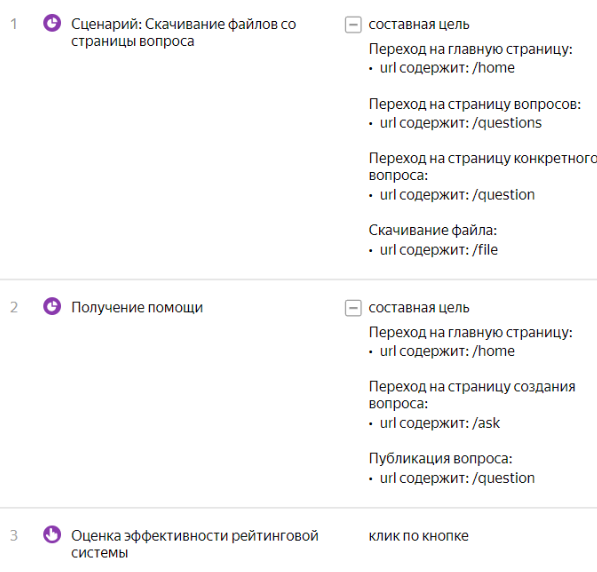 1 Сценарий: Скачивание файлов со
страницы вопроса
составная цель
Переход на главную страницу:
• url содержит: /home
Переход на страницу вопросов:
• url содержит: /questions
Переход на страницу конкретного
вопроса:
• url содержит: /question
Скачивание файла:
• url содержит: /file
2 Получение помощи
составная цель
Переход на главную страницу:
• url содержит: /home
Переход на страницу создания
вопроса:
• url содержит: /ask
Публикация вопроса:
• url содержит: /question
3 Оценка эффективности рейтинговой
системы
клик по кнопке